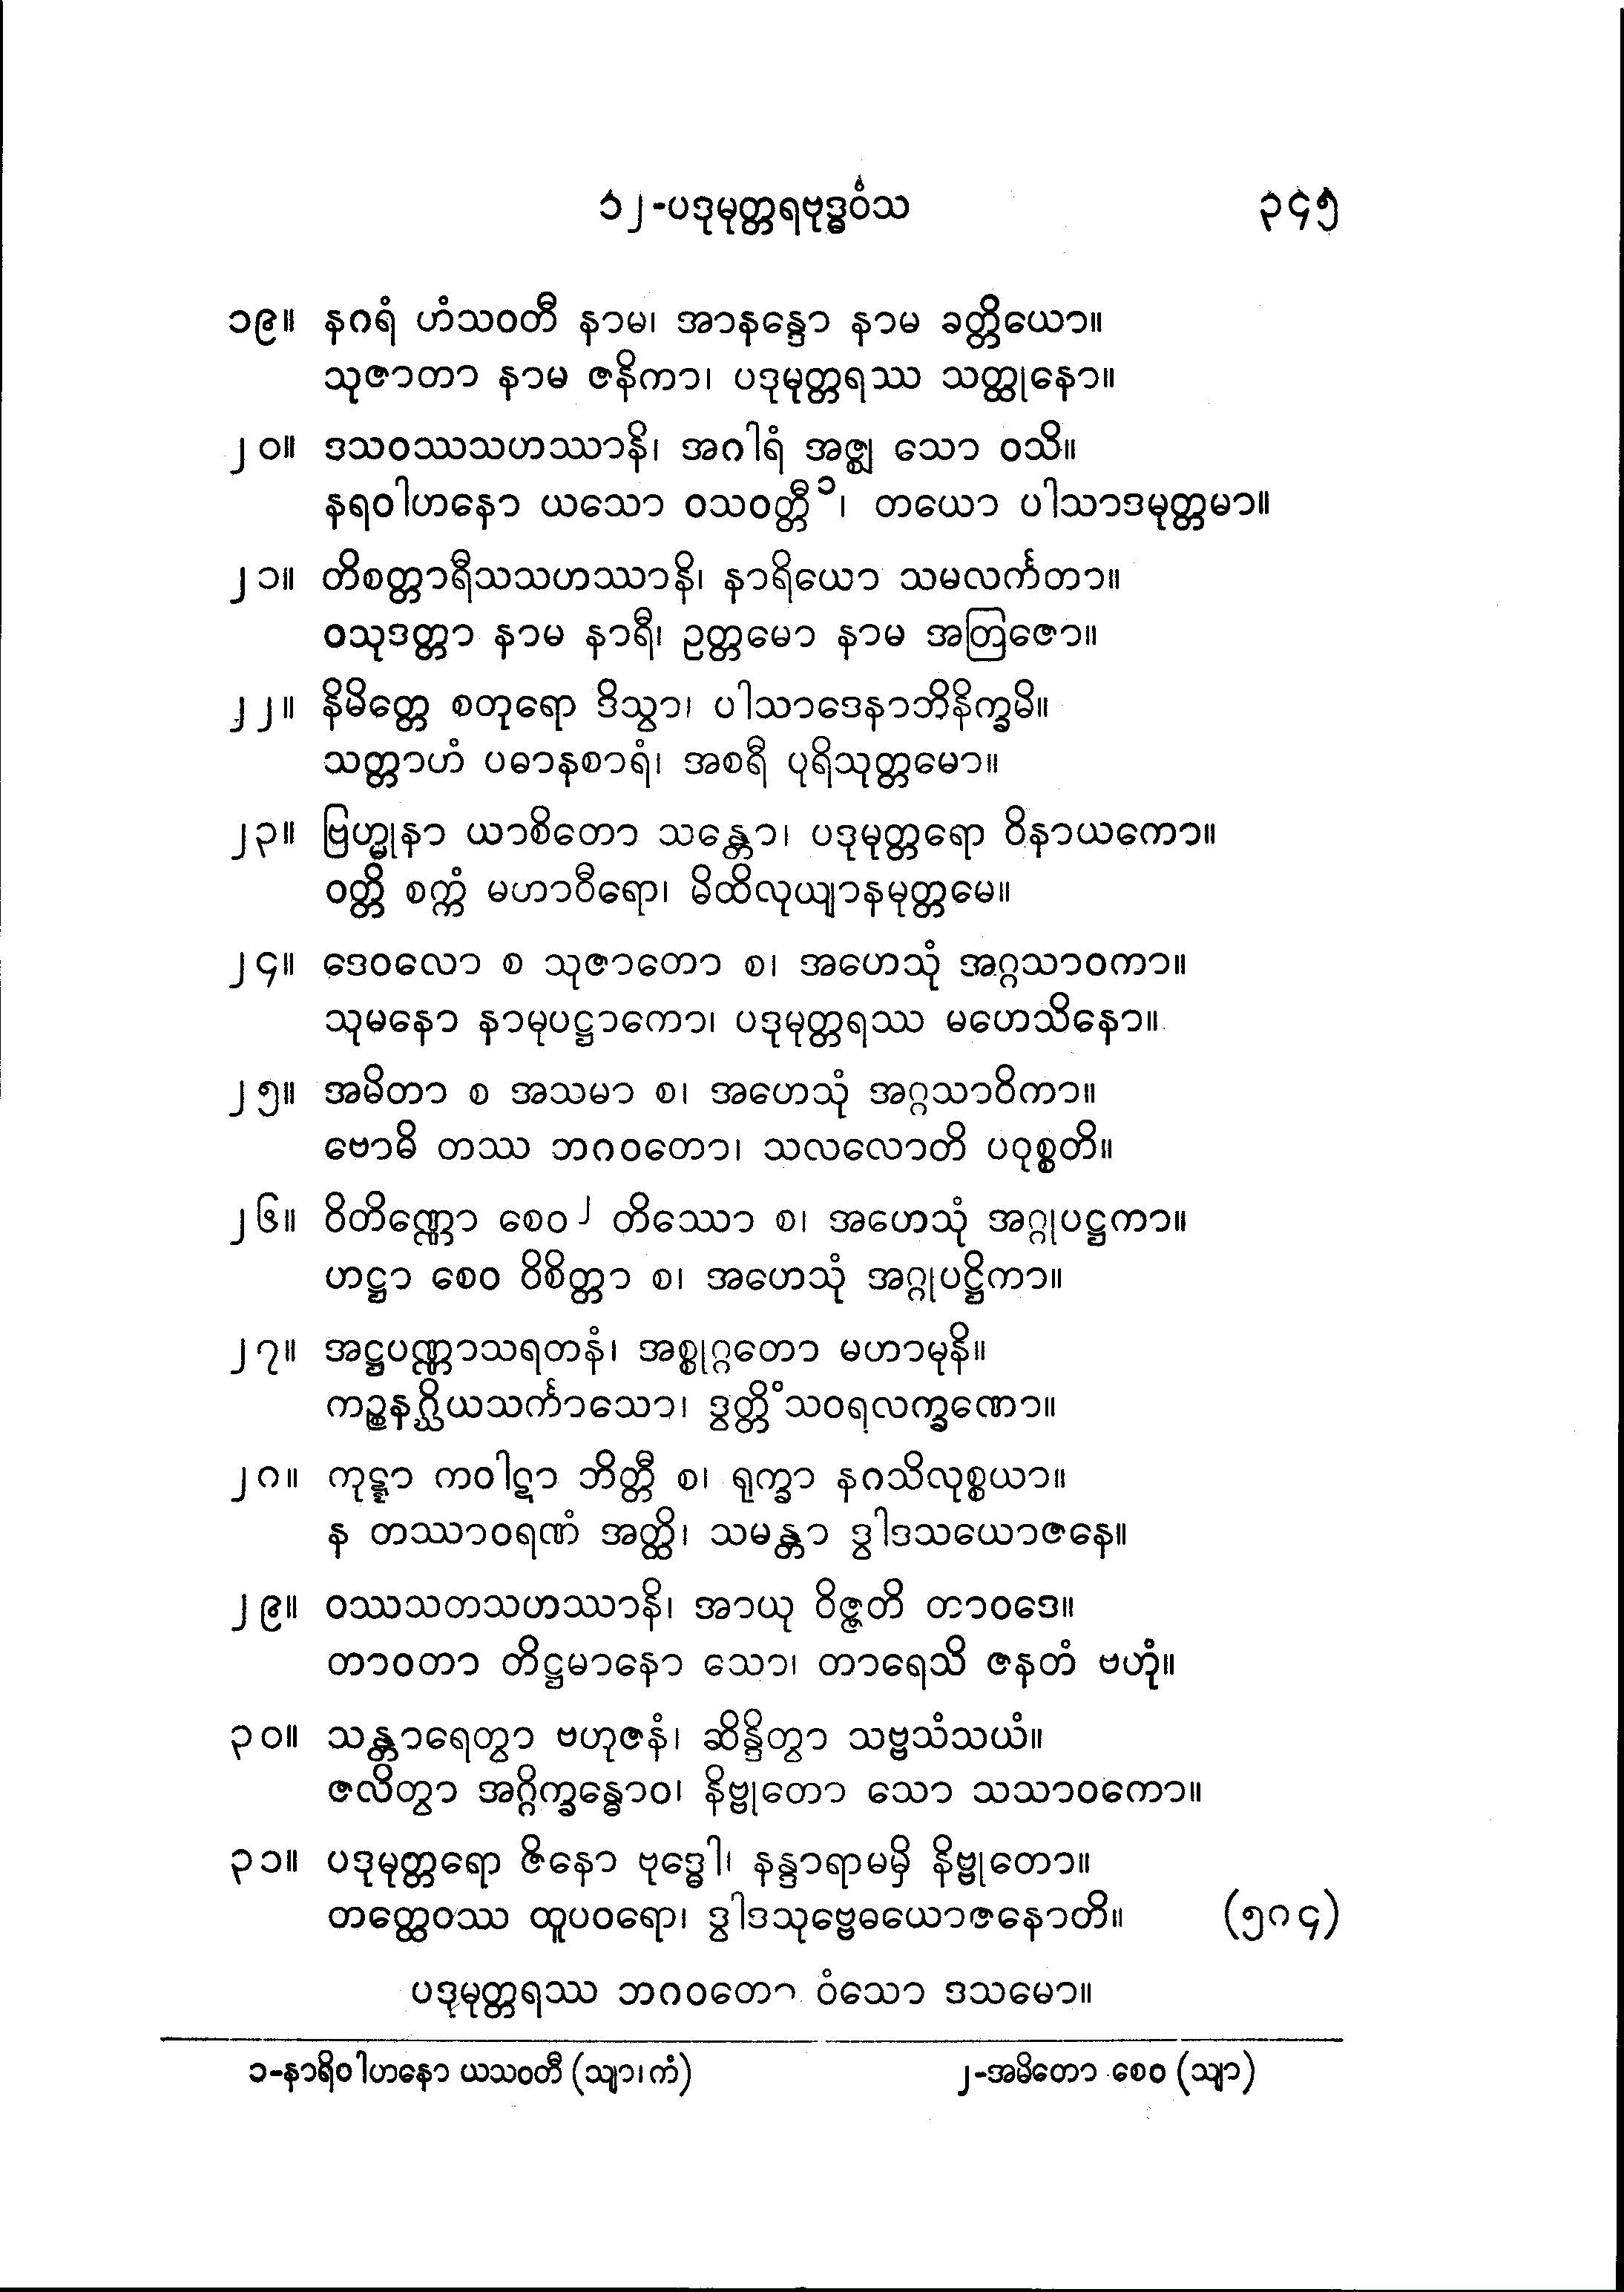 ၁၂-ပဒုမုတ္တရဗုဒ္ဓဝံသ ၃၄၅
၁၉။ နဂရံ ဟံသဝတီ နာမ၊ အာနန္ဒော နာမ ခတ္တိယော။
သုဇာတာ နာမ ဇနိကာ၊ ပဒုမုတ္တရဿ သတ္ထုနော။
၂၀။ ဒသဝဿသဟဿာနိ၊ အဂါရံ အဇ္ဈ သော ဝသိ။
နရဝါဟနော ယသော ဝသဝတ္တီ ၁၊ တယော ပါသာဒမုတ္တမာ။
၂၁။ တိစတ္တာရီသသဟဿာနိ၊ နာရိယော သမလင်္ကတာ။
ဝသုဒတ္တာ နာမ နာရီ၊ ဥတ္တမော နာမ အတြဇော။
၂၂။ နိမိတ္တေ စတုရော ဒိသွာ၊ ပါသာဒေနာဘိနိက္ခမိ။
သတ္တာဟံ ပဓာနစာရံ၊ အစရီ ပုရိသုတ္တမော။
၂၃။ ဗြဟ္မုနာ ယာစိတော သန္တော၊ ပဒုမုတ္တရော ဝိနာယကော။
ဝတ္တိ စက္ကံ မဟာဝီရော၊ မိထိလုယျာနမုတ္တမေ။
၂၄။ ဒေဝလော စ သုဇာတော စ၊ အဟေသုံ အဂ္ဂသာဝကာ။
သုမနော နာမုပဋ္ဌာကော၊ ပဒုမုတ္တရဿ မဟေသိနော။
၂၅။ အမိတာ စ အသမာ စ၊ အဟေသုံ အဂ္ဂသာဝိကာ။
ဗောဓိ တဿ ဘဂဝတော၊ သလလောတိ ပဝုစ္စတိ။
၂၆။ ဝိတိဏ္ဏော စေဝ ၂ တိဿော စ၊ အဟေသုံ အဂ္ဂုပဋ္ဌကာ။
ဟဋ္ဌာ စေဝ ဝိစိတ္တာ စ၊ အဟေသုံ အဂ္ဂုပဋ္ဌိကာ။
၂၇။ အဋ္ဌပဏ္ဏာသရတနံ၊ အစ္စုဂ္ဂတော မဟာမုနိ။
ကဉ္စနဂ္ဃိယသင်္ကာသော၊ ဒွတ္တိံသဝရလက္ခဏော။
၂၈။ ကုဋ္ဋာ ကဝါဋာ ဘိတ္တီ စ၊ ရုက္ခာ နဂသိလုစ္စယာ။
န တဿာဝရဏံ အတ္ထိ၊ သမန္တာ ဒွါဒသယောဇနေ။
၂၉။ ဝဿသတသဟဿာနိ၊ အာယု ဝိဇ္ဇတိ တာဝဒေ။
တာဝတာ တိဋ္ဌမာနော သော၊ တာရေသိ ဇနတံ ဗဟုံ။
၃၀။ သန္တာရေတွာ ဗဟုဇနံ၊ ဆိန္ဒိတွာ သဗ္ဗသံသယံ။
ဇလိတွာ အဂ္ဂိက္ခန္ဓောဝ၊ နိဗ္ဗုတော သော သသာဝကော။
၃၁။ ပဒုမုတ္တရော ဇိနော ဗုဒ္ဓေါ၊ နန္ဒာရာမမှိ နိဗ္ဗုတော။
တတ္ထေဝဿ ထူပဝရော၊ ဒွါဒသုဗ္ဗေဓယောဇနောတိ။ (၅၈၄)
ပဒုမုတ္တရဿ ဘဂဝတော ဝံသော ဒသမော။
၁-နာရိဝါဟနော ယသဝတီ (သျာ၊ကံ) ၂-အမိတော စေဝ (သျာ)